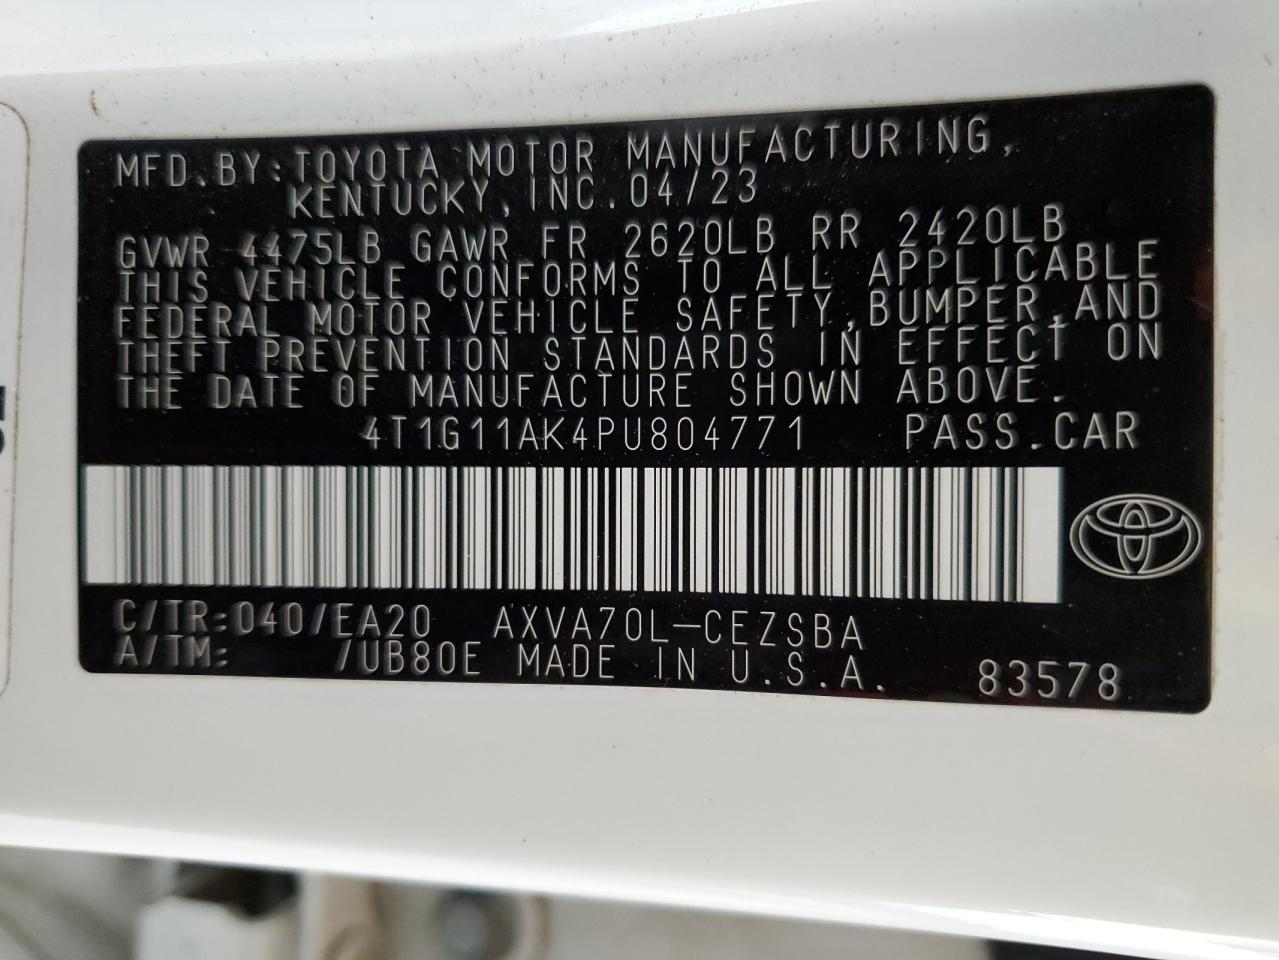 MFD.BY:TOYOTA MOTOR MANUFACTURING,
KENTUCKY, INC. 04/23
GVWR 4475LB GAWR FR 2620LB RR 2420LB
THIS VEHICLE CONFORMS TO ALL APPLICABLE
FEDERAL MOTOR VEHICLE SAFETY, BUMPER, AND
THEFT PREVENTION STANDARDS IN EFFECT ON
THE DATE OF MANUFACTURE SHOWN ABOVE.
4T1G11AK4PU804771 PASS.CAR
C/TR:040/EA20 AXVA70L-CEZSBA
A/TM: /UB80E MADE IN U.S.A. 83578